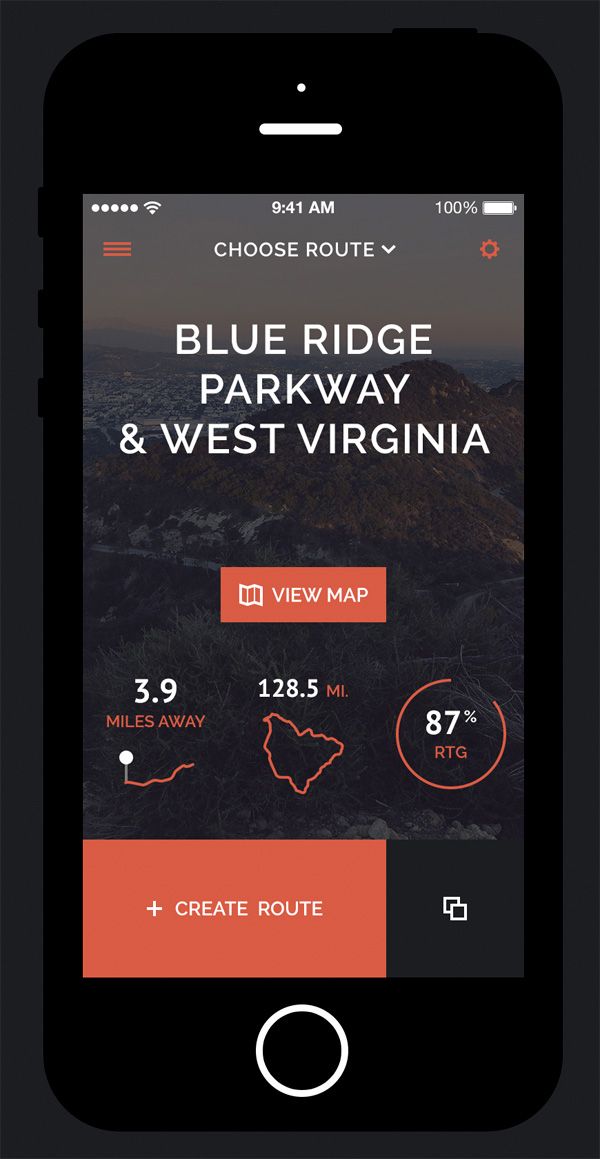 9:41 AM 100%
CHOOSE ROUTE
BLUE RIDGE
PARKWAY
& WEST VIRGINIA
VIEW MAP
3.9
MILES AWAY
128.5 MI.
87%
RTG
+ CREATE ROUTE